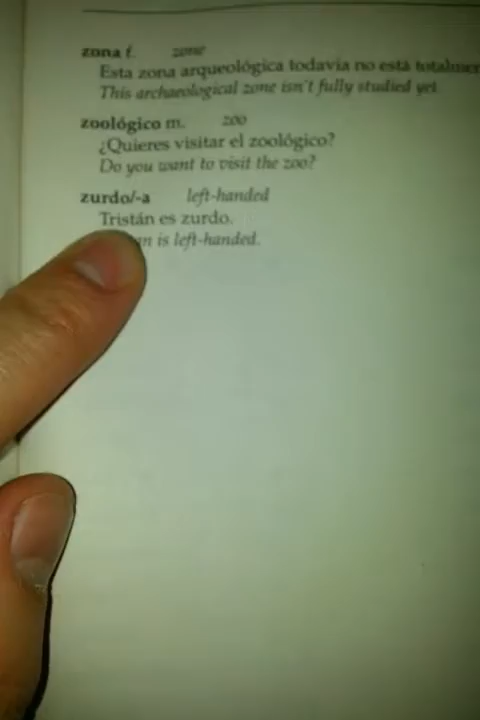 zona f. zone
Esta zona arqueológica todavía no está
This archaeological zone isn't fully studied yet
zoológico m. zoo
¿Quieres visitar el zoológico?
Do you want to visit the zoo?
zurdo/-a left-handed
Tristán es zurdo.
is left-handed.